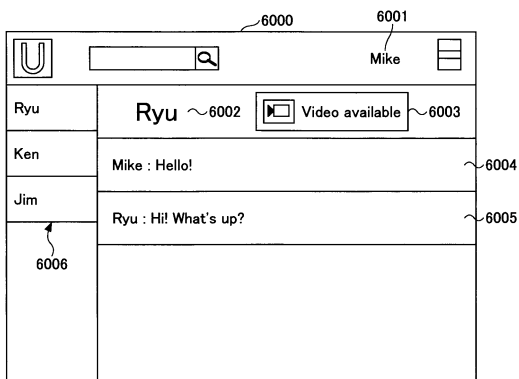 6000
6001
U
Mike
Ryu
Ryu 6002
Video available 6003
Ken
Mike : Hello! 6004
Jim
Ryu : Hi! What's up? 6005
6006